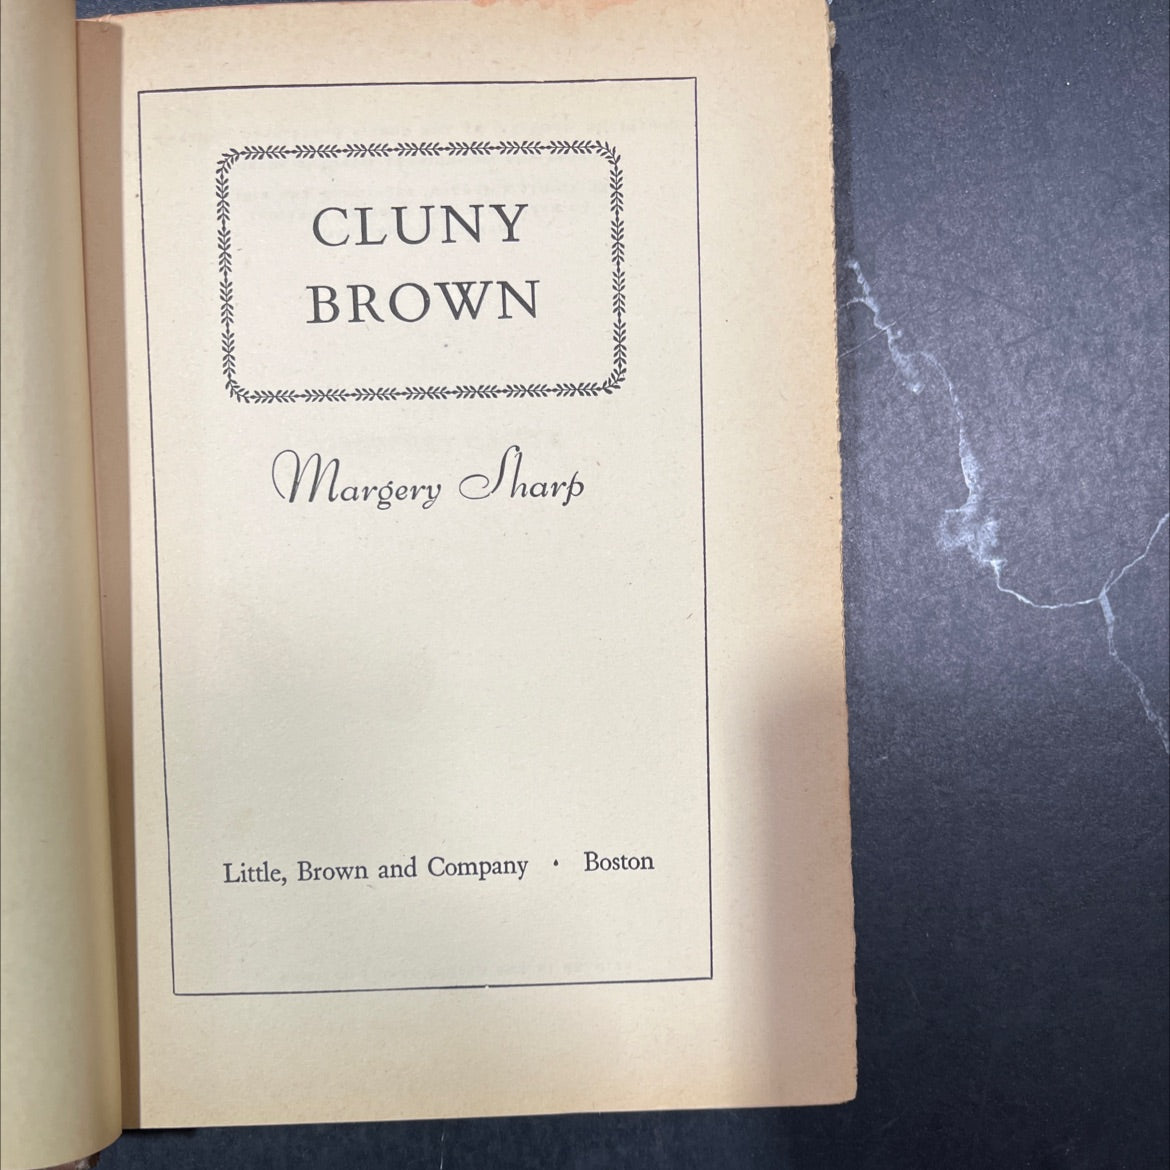 CLUNY
BROWN
Margery Sharp
Little, Brown and Company · Boston